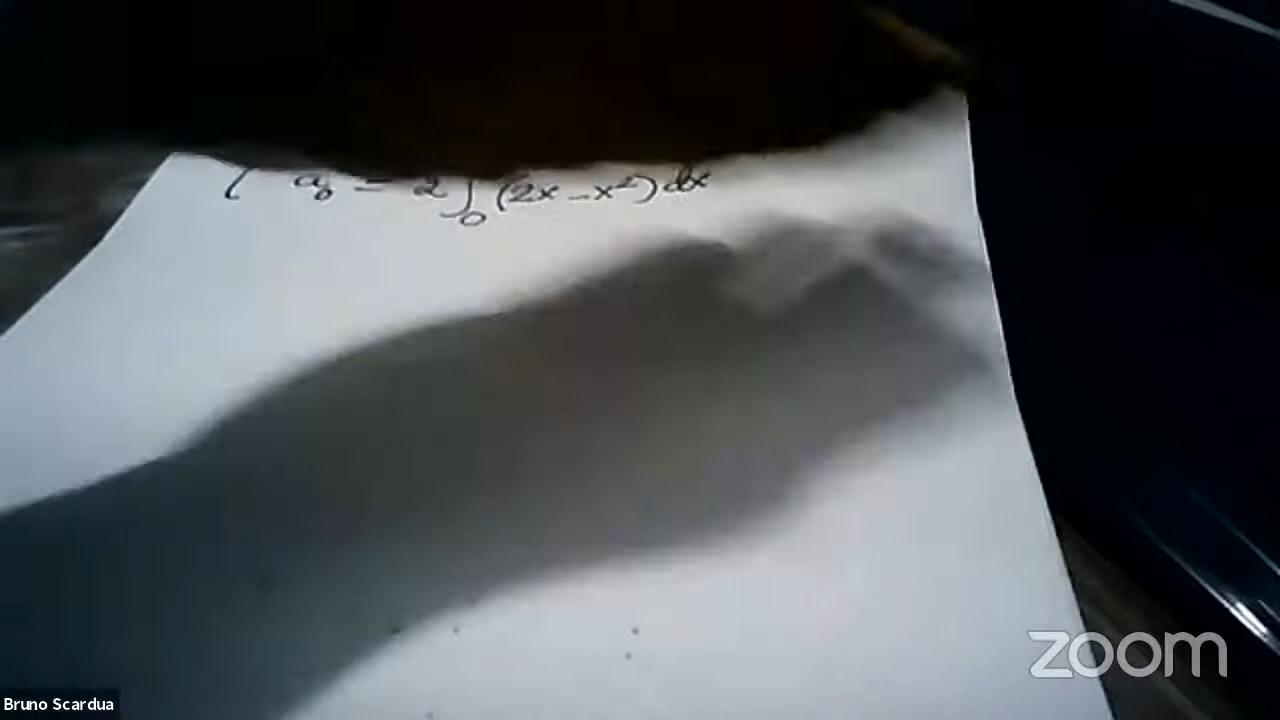 ( a₀ = 2∫₀ (2x - x²) dx
zoom
Bruno Scardua